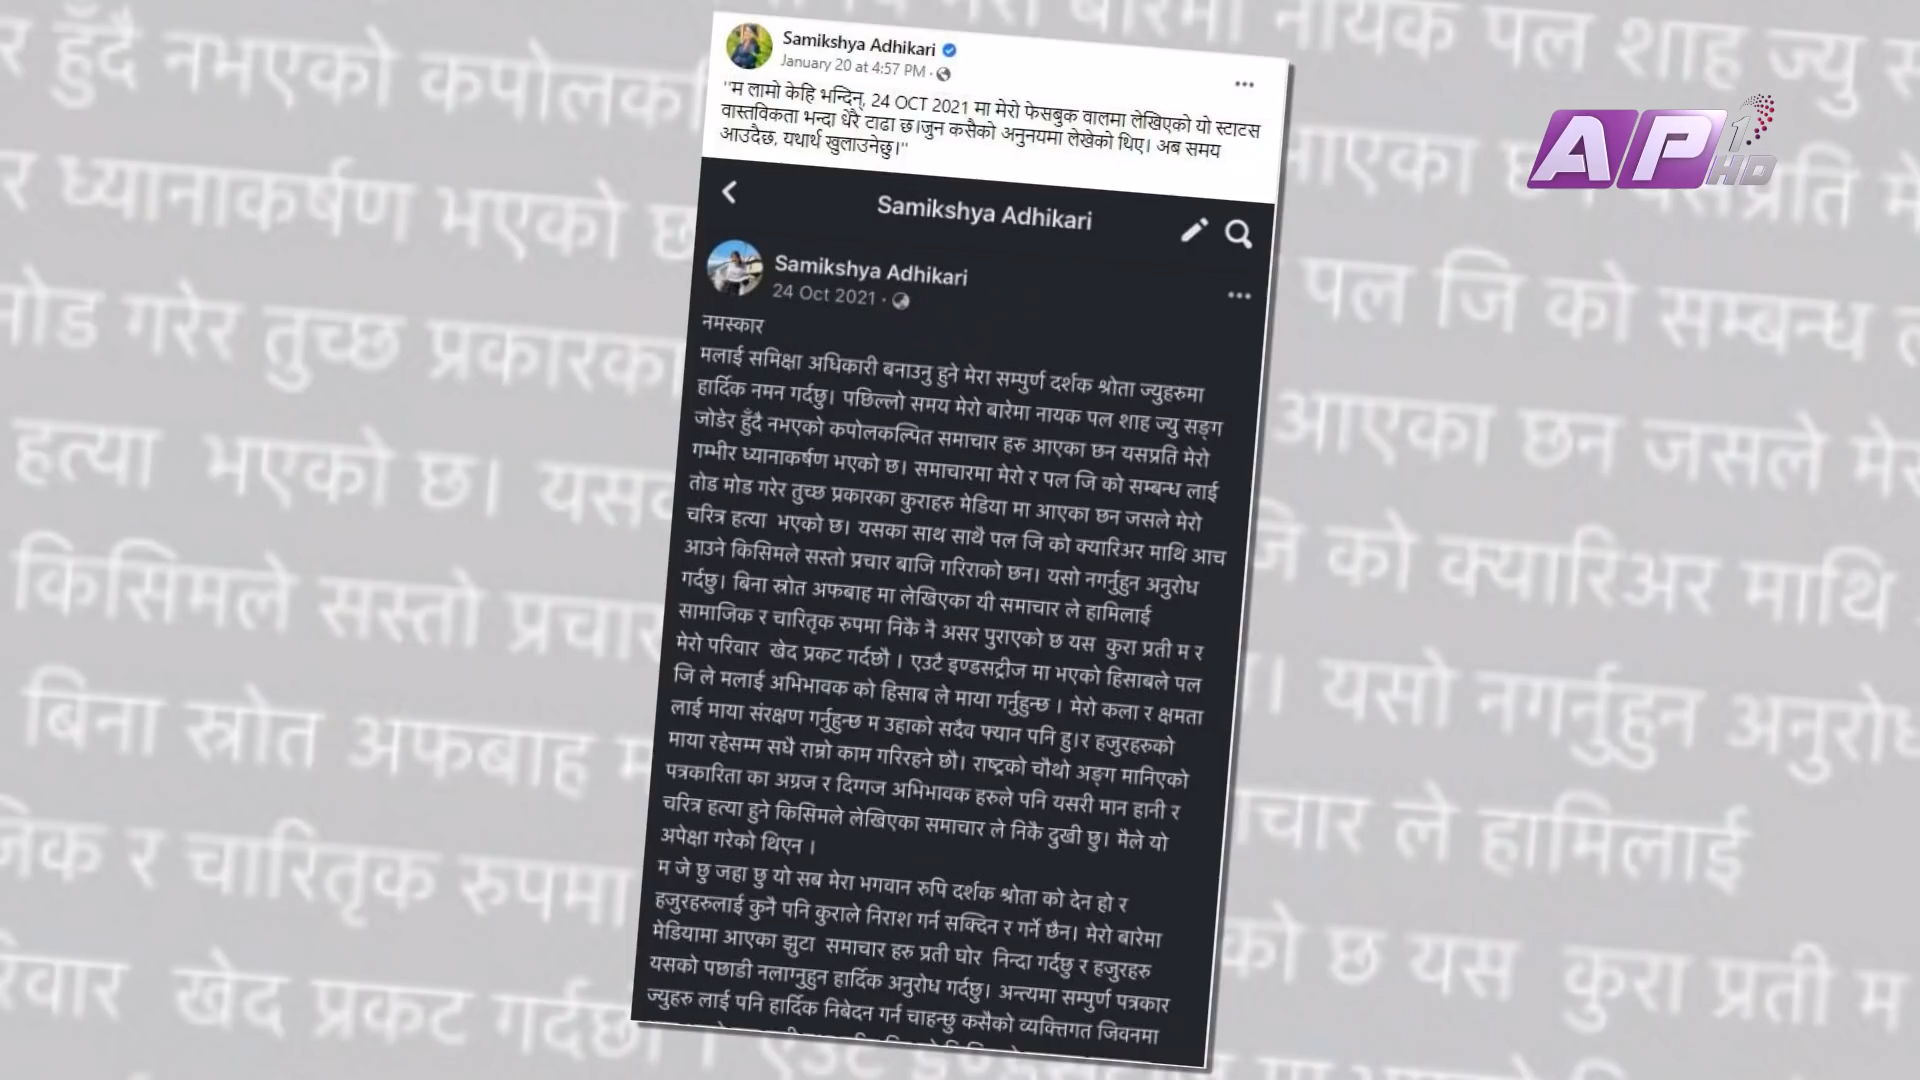 Samikshya Adhikari
January 20 at 4:57 PM ·
"म लामो केहि भन्दिन्, 24 OCT 2021 मा मेरो फेसबुक वालमा लेखिएको यो स्टाटस
वास्तविकता भन्दा धेरै टाढा छ।जुन कसैको अनुनयमा लेखेको थिए। अब समय
आउदैछ, यथार्थ खुलाउनेछु।"
AP1 HD
Samikshya Adhikari
Samikshya Adhikari
24 Oct 2021 ·
नमस्कार
मलाई समिक्षा अधिकारी बनाउनु हुने मेरा सम्पुर्ण दर्शक श्रोता ज्युहरुमा
हार्दिक नमन गर्दछु। पछिल्लो समय मेरो बारेमा नायक पल शाह ज्यु सङ्ग
जोडेर हुँदै नभएको कपोलकल्पित समाचार हरु आएका छन यसप्रति मेरो
गम्भीर ध्यानाकर्षण भएको छ। समाचारमा मेरो र पल जि को सम्बन्ध लाई
तोड मोड गरेर तुच्छ प्रकारका कुराहरु मेडिया मा आएका छन जसले मेरो
चरित्र हत्या भएको छ। यसका साथ साथै पल जि को क्यारिअर माथि आच
आउने किसिमले सस्तो प्रचार बाजि गरिराको छन। यसो नगर्नुहुन अनुरोध
गर्दछु। बिना स्रोत अफबाह मा लेखिएका यी समाचार ले हामिलाई
सामाजिक र चारितृक रुपमा निकै नै असर पुराएको छ यस कुरा प्रती म र
मेरो परिवार खेद प्रकट गर्दछौ । एउटै इण्डसट्रीज मा भएको हिसाबले पल
जि ले मलाई अभिभावक को हिसाब ले माया गर्नुहुन्छ । मेरो कला र क्षमता
लाई माया संरक्षण गर्नुहुन्छ म उहाको सदैव फ्यान पनि हु।र हजुरहरुको
माया रहेसम्म सधै राम्रो काम गरिरहने छौ। राष्ट्रको चौथो अङ्ग मानिएको
पत्रकारिता का अग्रज र दिग्गज अभिभावक हरुले पनि यसरी मान हानी र
चरित्र हत्या हुने किसिमले लेखिएका समाचार ले निकै दुखी छु। मैले यो
अपेक्षा गरेको थिएन ।
म जे छु जहा छु यो सब मेरा भगवान रुपि दर्शक श्रोता को देन हो र
हजुरहरुलाई कुनै पनि कुराले निराश गर्न सक्दिन र गर्ने छैन। मेरो बारेमा
मेडियामा आएका झुटा समाचार हरु प्रती घोर निन्दा गर्दछु र हजुरहरु
यसको पछाडी नलाग्नुहुन हार्दिक अनुरोध गर्दछु। अन्त्यमा सम्पुर्ण पत्रकार
ज्युहरु लाई पनि हार्दिक निबेदन गर्न चाहन्छु कसैको व्यक्तिगत जिवनमा